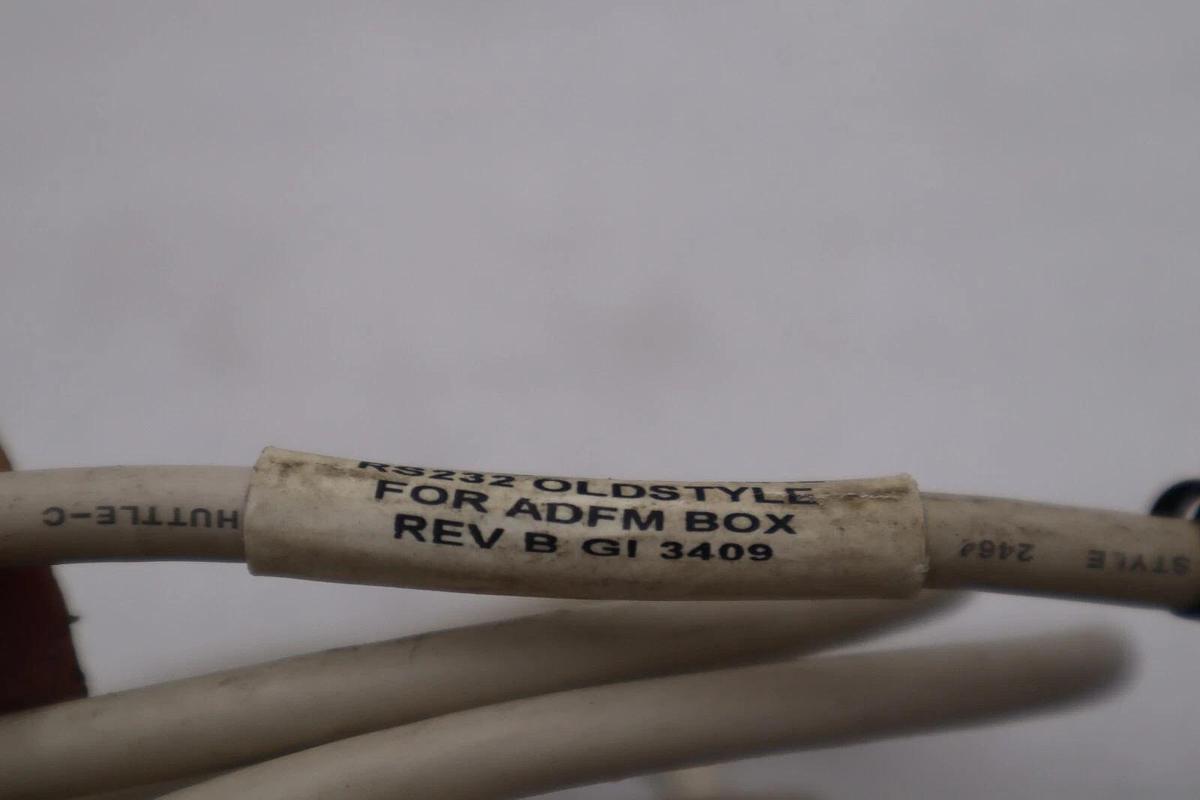 RS232 OLDSTYLE
FOR ADFM BOX
REV B GI 3409
STYLE 2464
HUTTLE-C